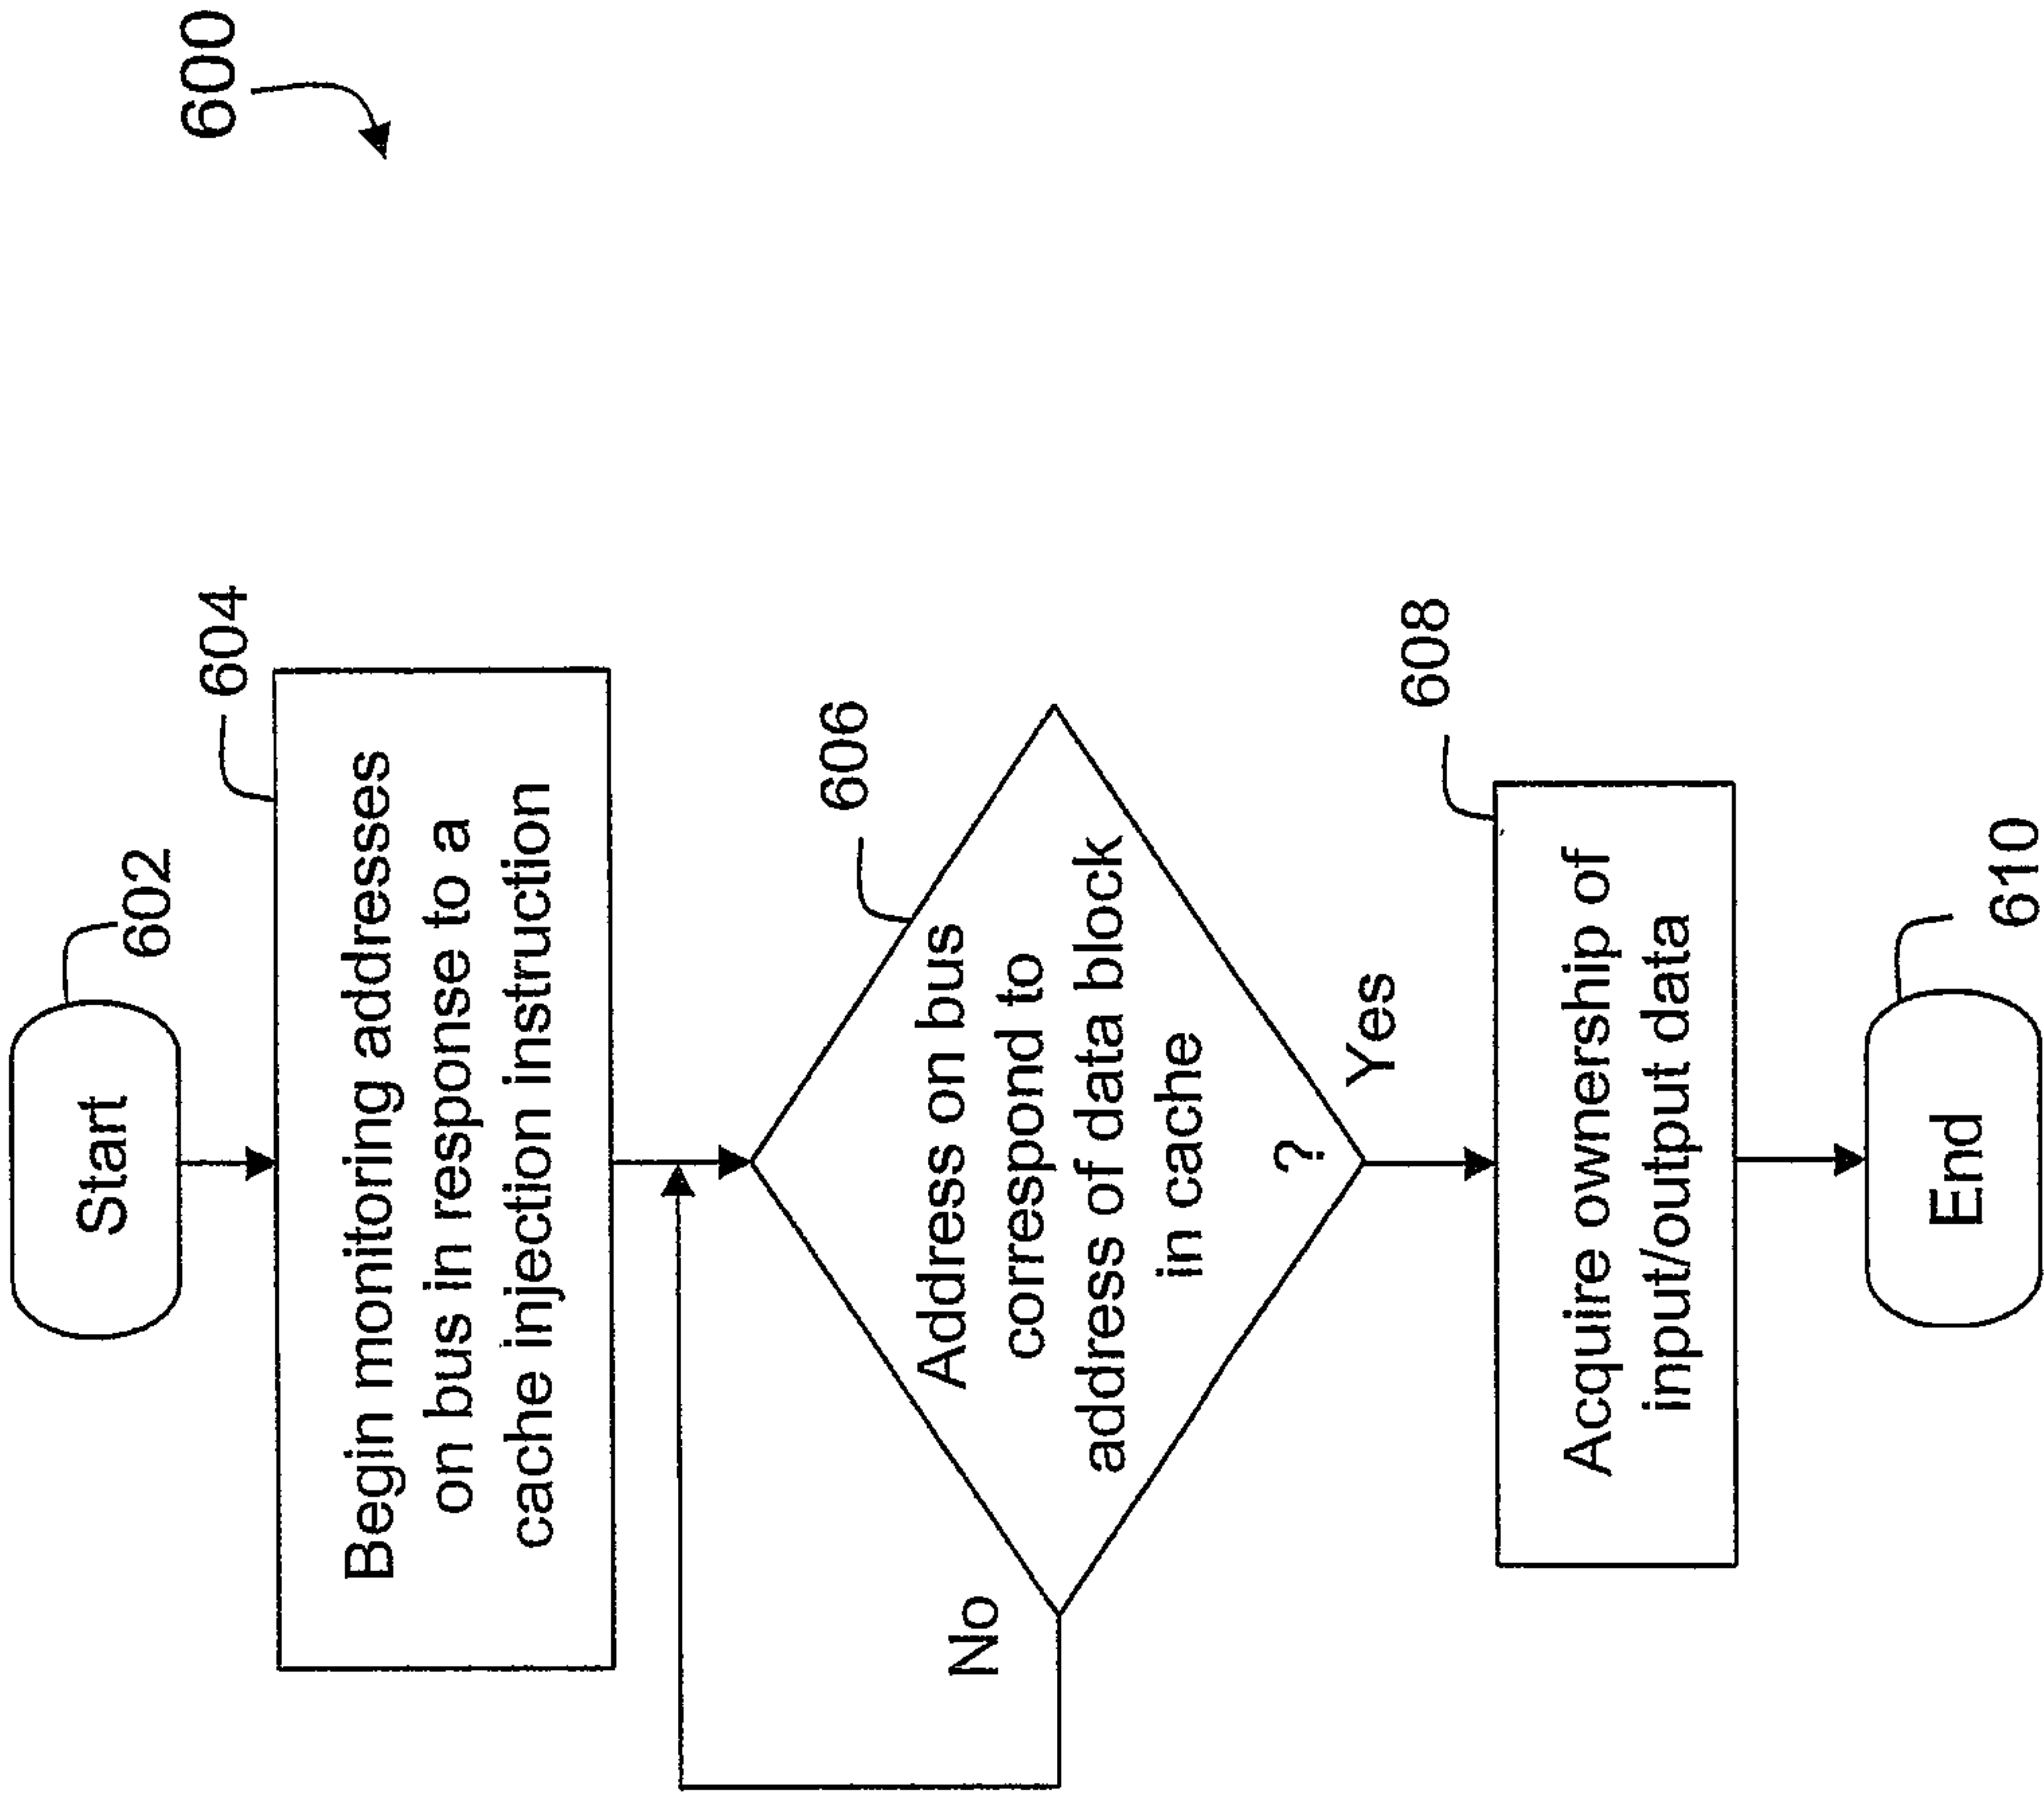 600
Start
602
604
Begin monitoring addresses
on bus in response to a
cache injection instruction
606
Address on bus
correspond to
address of data block
in cache
?
No
Yes
608
Acquire ownership of
input/output data
End
610